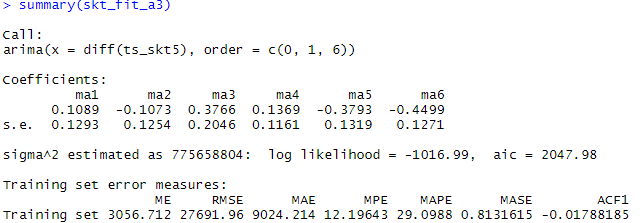 > summary(skt_fit_a3)
Call:
arima(x = diff(ts_skt5), order = c(0, 1, 6))
Coefficients:
ma1 ma2 ma3 ma4 ma5 ma6
0.1089 -0.1073 0.3766 0.1369 -0.3793 -0.4499
s.e. 0.1293 0.1254 0.2046 0.1161 0.1319 0.1271
sigma^2 estimated as 775658804: log likelihood = -1016.99, aic = 2047.98
Training set error measures:
ME RMSE MAE MPE MAPE MASE ACF1
Training set 3056.712 27691.96 9024.214 12.19643 29.0988 0.8131615 -0.01788185